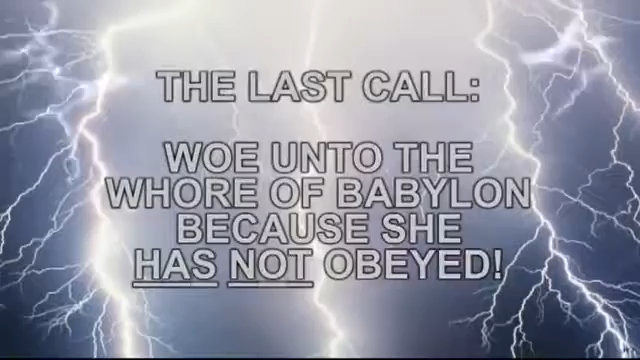 THE LAST CALL:
WOE UNTO THE
WHORE OF BABYLON
BECAUSE SHE
HAS NOT OBEYED!